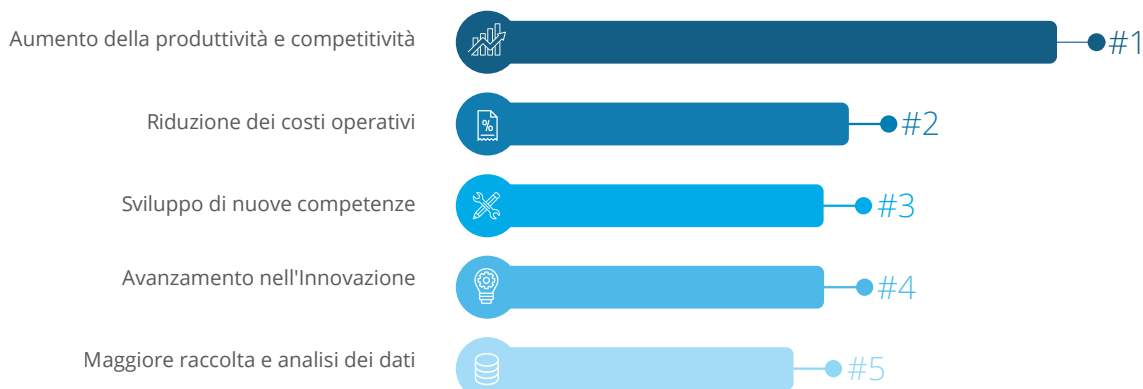 Aumento della produttività e competitività
#1
Riduzione dei costi operativi
%
#2
Sviluppo di nuove competenze
#3
Avanzamento nell'Innovazione
#4
Maggiore raccolta e analisi dei dati
#5